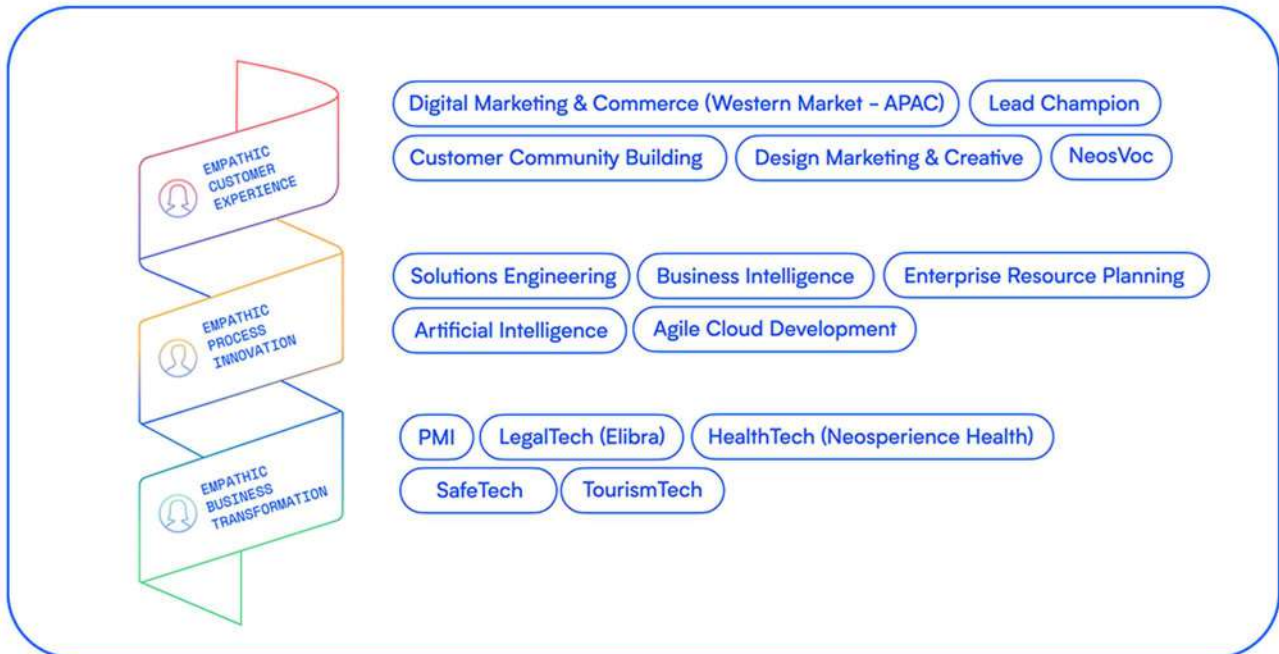 EMPATHIC
CUSTOMER
EXPERIENCE
Digital Marketing & Commerce (Western Market - APAC) Lead Champion
Customer Community Building Design Marketing & Creative NeosVoc
EMPATHIC
PROCESS
INNOVATION
Solutions Engineering Business Intelligence Enterprise Resource Planning
Artificial Intelligence Agile Cloud Development
EMPATHIC
BUSINESS
TRANSFORMATION
PMI LegalTech (Elibra) HealthTech (Neosperience Health)
SafeTech TourismTech